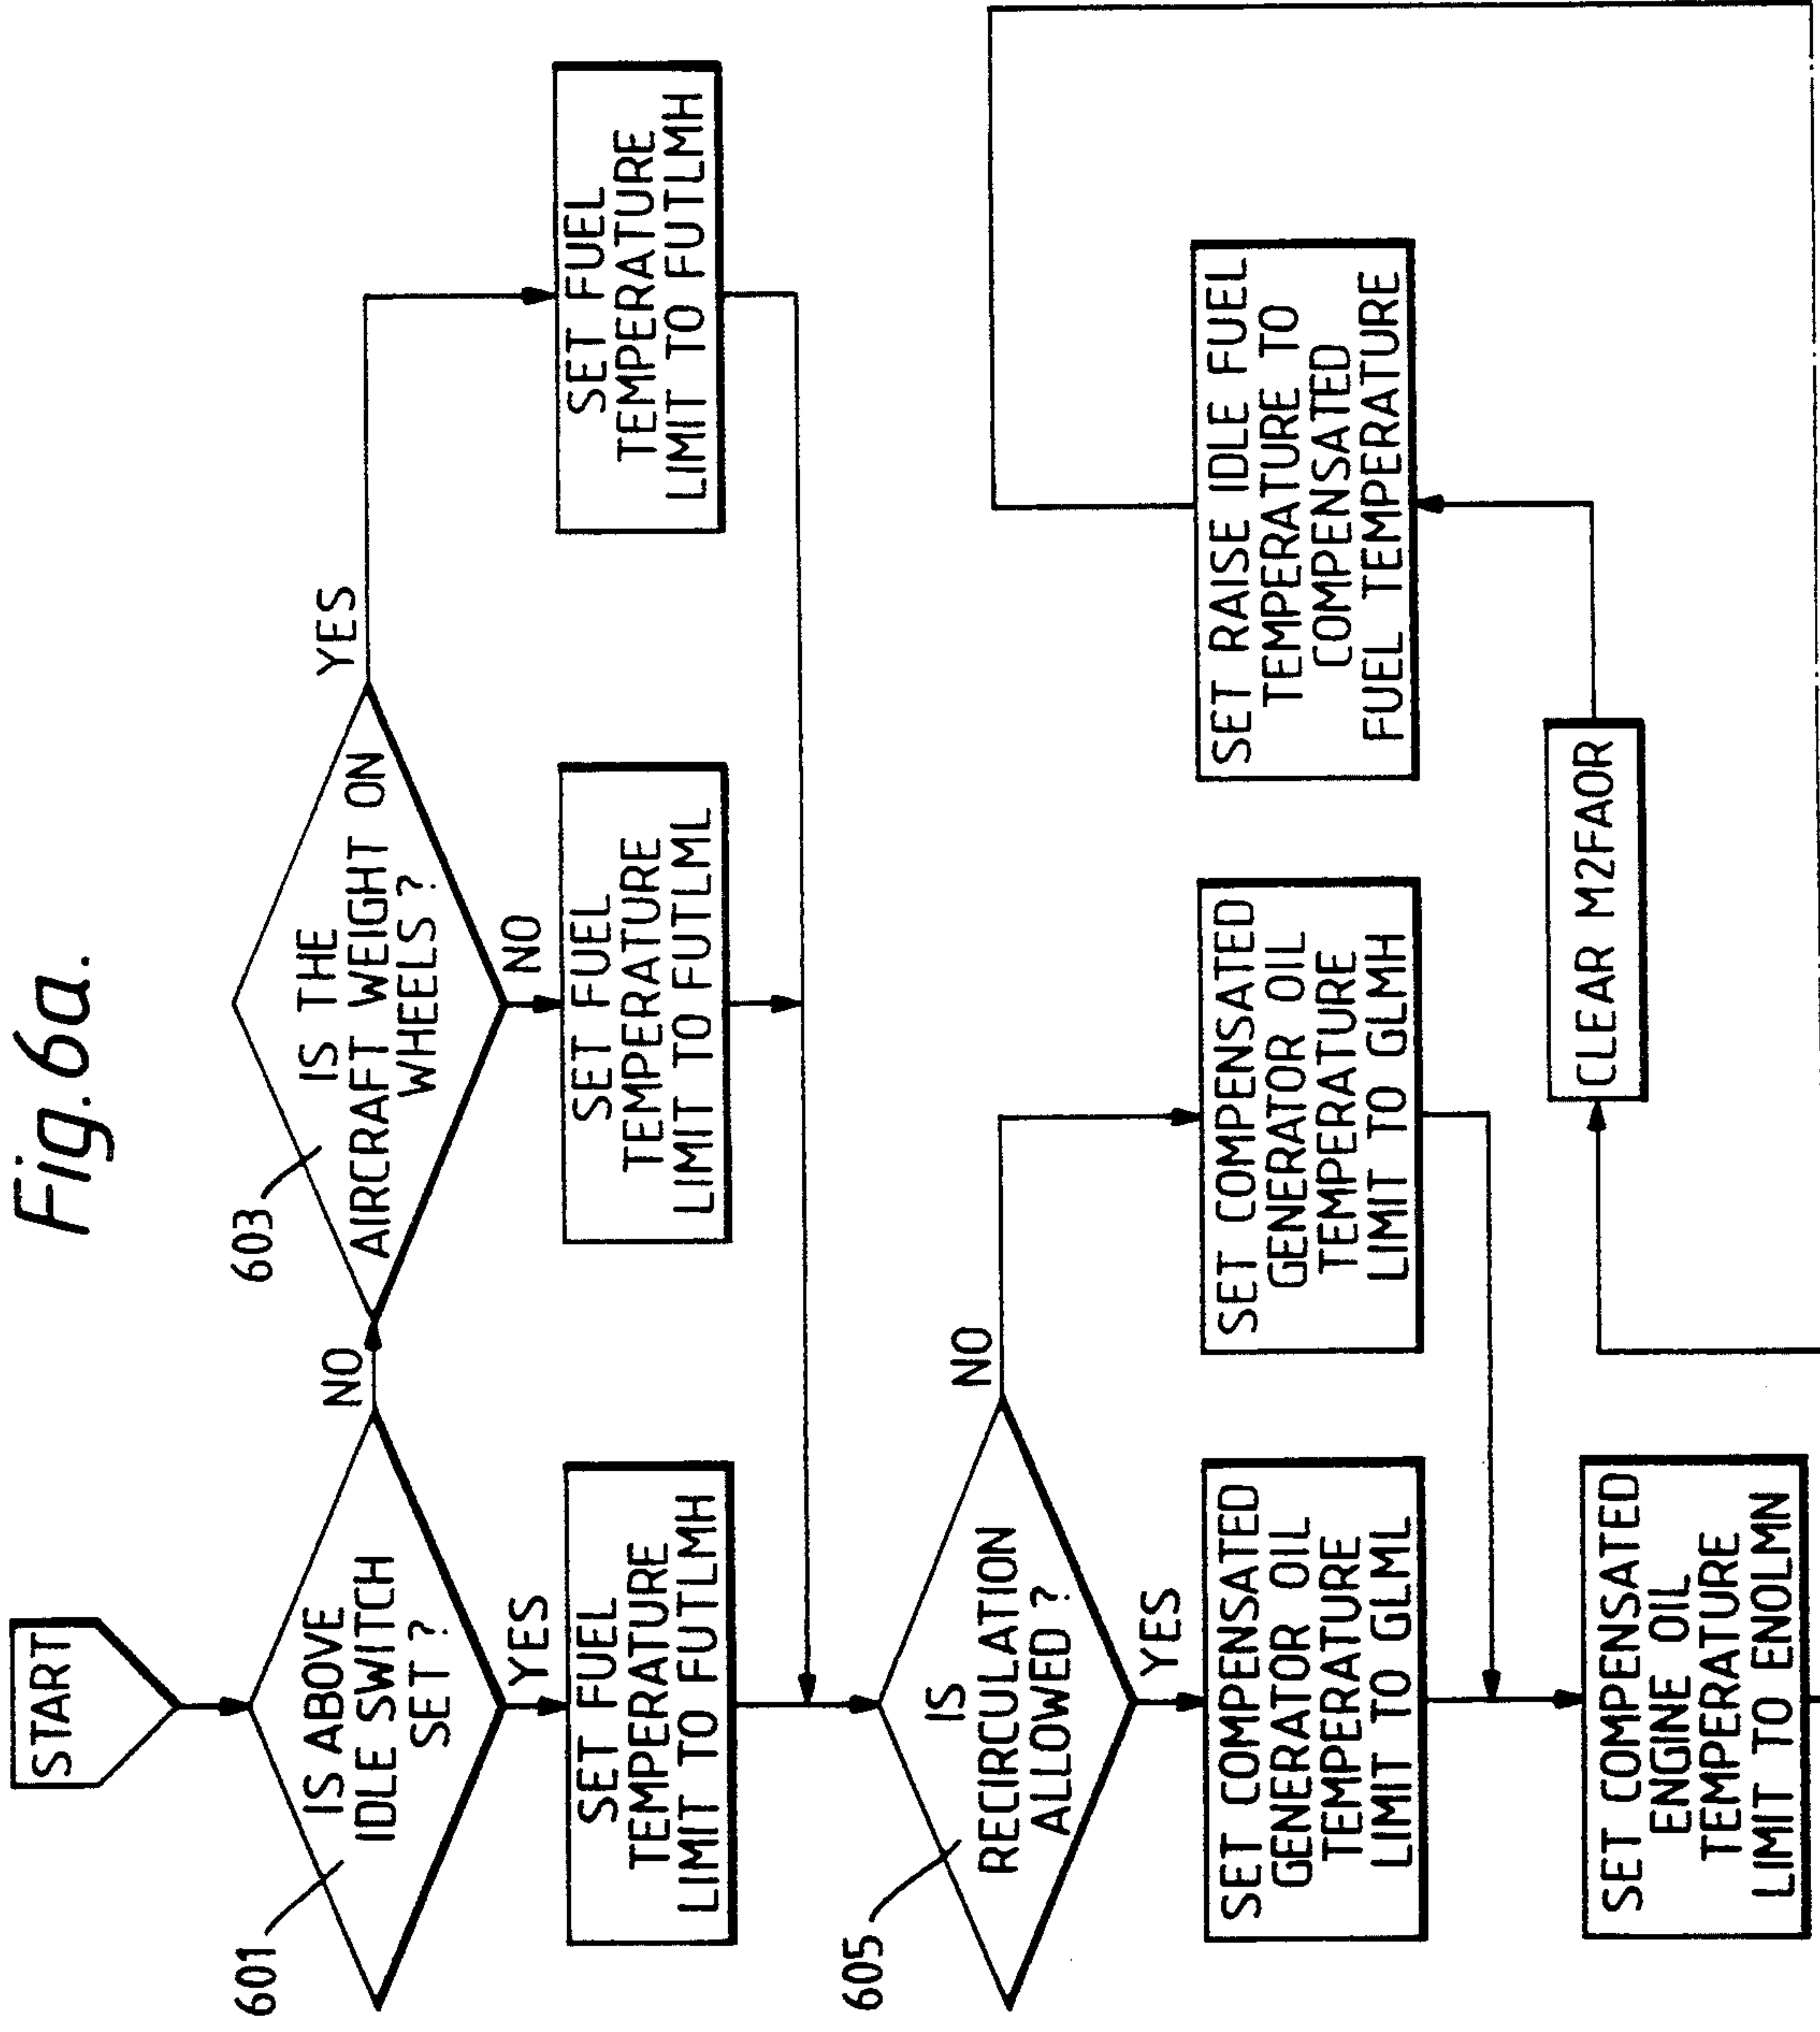 Fig. 6a.
START
601
IS ABOVE
IDLE SWITCH
SET ?
NO
YES
603
IS THE
AIRCRAFT WEIGHT ON
WHEELS ?
YES
NO
SET FUEL
TEMPERATURE
LIMIT TO FUTLMH
SET FUEL
TEMPERATURE
LIMIT TO FUTLML
SET FUEL
TEMPERATURE
LIMIT TO FUTLMH
605
IS
RECIRCULATION
ALLOWED ?
NO
YES
SET COMPENSATED
GENERATOR OIL
TEMPERATURE
LIMIT TO GLML
SET COMPENSATED
GENERATOR OIL
TEMPERATURE
LIMIT TO GLMH
SET RAISE IDLE FUEL
TEMPERATURE TO
COMPENSATED
FUEL TEMPERATURE
SET COMPENSATED
ENGINE OIL
TEMPERATURE
LIMIT TO ENOLMN
CLEAR M2FAOR